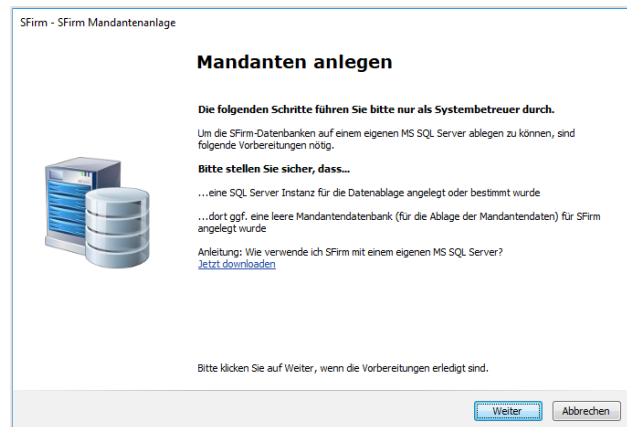 SFirm - SFirm Mandantenanlage
Mandanten anlegen
Die folgenden Schritte führen Sie bitte nur als Systembetreuer durch.
Um die SFirm-Datenbanken auf einem eigenen MS SQL Server ablegen zu können, sind
folgende Vorbereitungen nötig.
Bitte stellen Sie sicher, dass...
...eine SQL Server Instanz für die Datenablage angelegt oder bestimmt wurde
...dort ggf. eine leere Mandantendatenbank (für die Ablage der Mandantendaten) für SFirm
angelegt wurde
Anleitung: Wie verwende ich SFirm mit einem eigenen MS SQL Server?
Jetzt downloaden
Bitte klicken Sie auf Weiter, wenn die Vorbereitungen erledigt sind.
Weiter Abbrechen